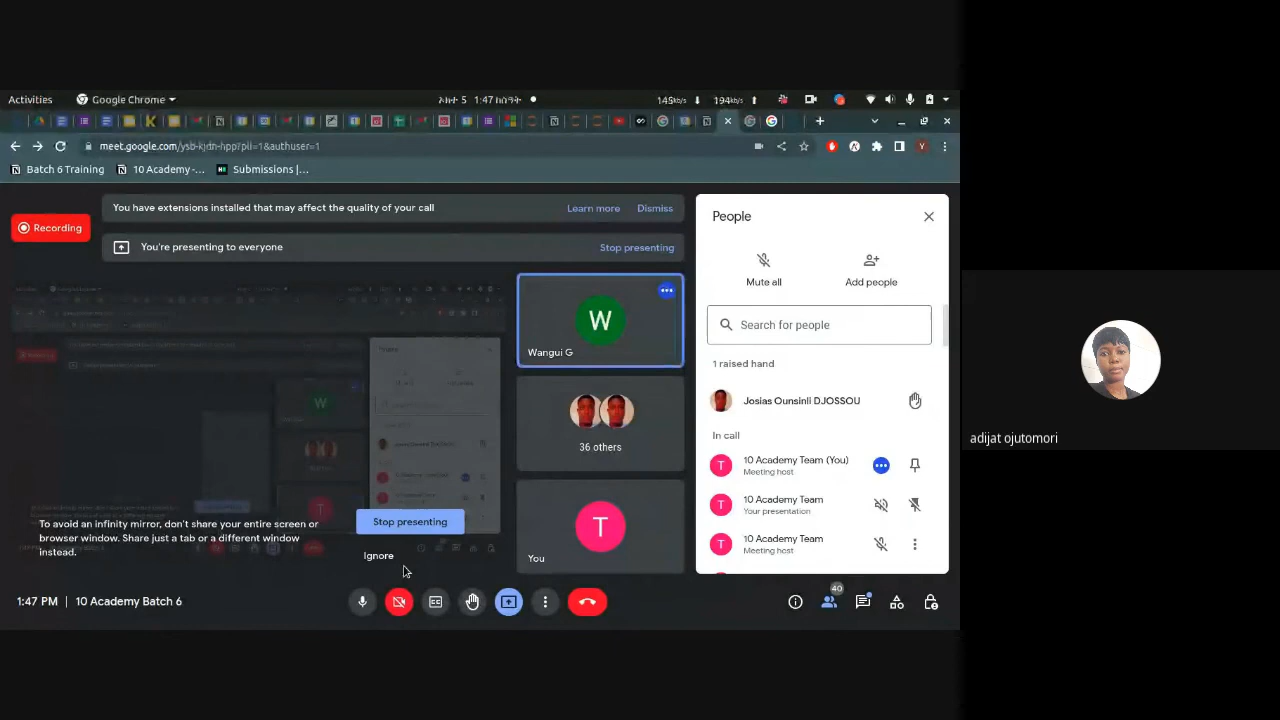 Activities
Google Chrome
1:47
145kb/s
194kb/s
meet.google.com/ysb-kjdn-hpp?pli=1&authuser=1
Batch 6 Training
10 Academy -...
Submissions |...
Recording
You have extensions installed that may affect the quality of your call
Learn more
Dismiss
You're presenting to everyone
Stop presenting
W
Wangui G
36 others
T
You
To avoid an infinity mirror, don't share your entire screen or
browser window. Share just a tab or a different window
instead.
Stop presenting
Ignore
People
Mute all
Add people
Search for people
1 raised hand
Josias Ounsinli DJOSSOU
In call
T
10 Academy Team (You)
Meeting host
T
10 Academy Team
Your presentation
T
10 Academy Team
Meeting host
1:47 PM | 10 Academy Batch 6
40
adijat ojutomori